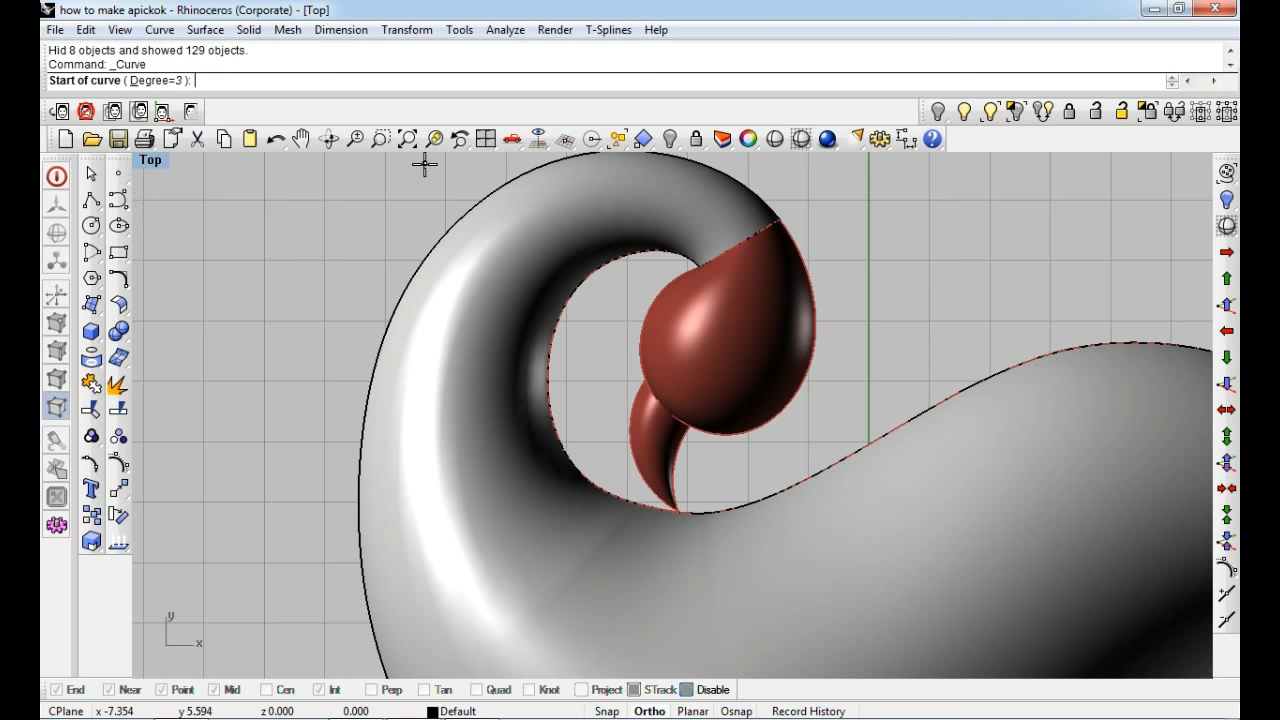 how to make apickok - Rhinoceros (Corporate) - [Top]
File Edit View Curve Surface Solid Mesh Dimension Transform Tools Analyze Render T-Splines Help
Hid 8 objects and showed 129 objects.
Command: _Curve
Start of curve ( Degree=3 ):
Top
y
x
End Near Point Mid Cen Int Perp Tan Quad Knot Project STrack Disable
CPlane x -7.354 y 5.594 z 0.000 0.000 Default Snap Ortho Planar Osnap Record History